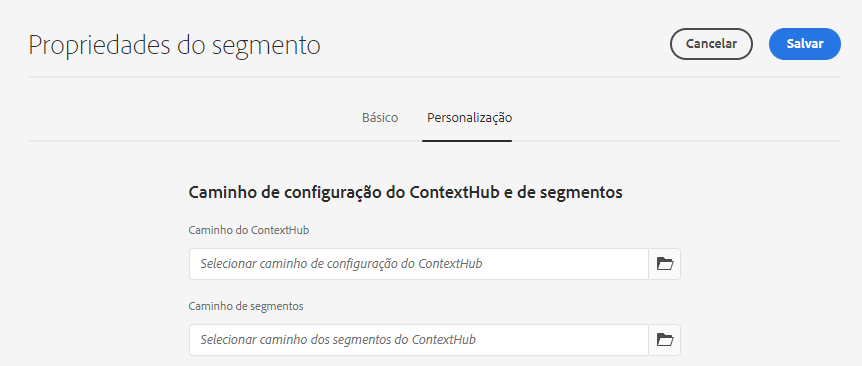 Propriedades do segmento
Cancelar
Salvar
Básico
Personalização
Caminho de configuração do ContextHub e de segmentos
Caminho do ContextHub
Selecionar caminho de configuração do ContextHub
Caminho de segmentos
Selecionar caminho dos segmentos do ContextHub